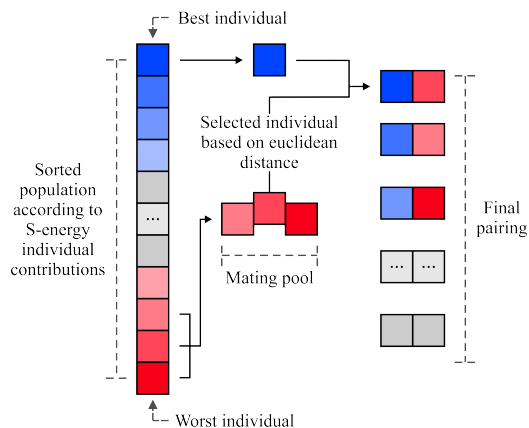 Best individual
Selected individual
based on euclidean
distance
Sorted
population
according to
S-energy
individual
contributions
...
Mating pool
... ...
Final
pairing
Worst individual